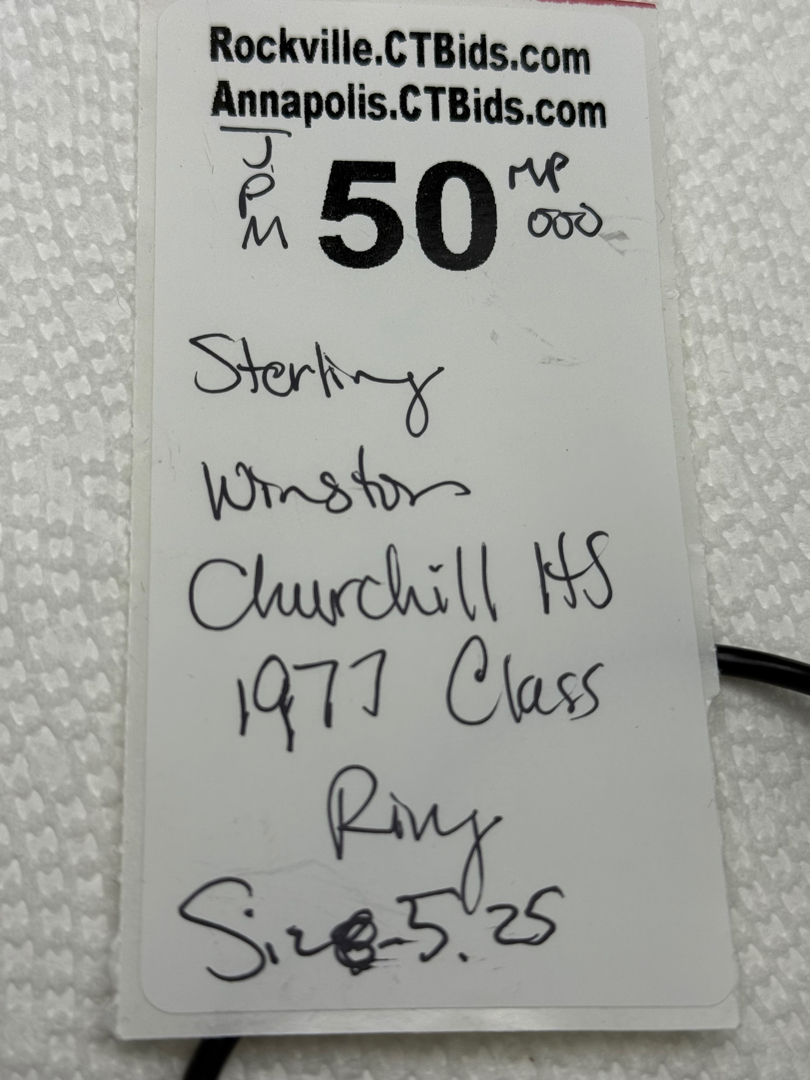 Rockville.CTBids.com
Annapolis.CTBids.com
J
P
M
50
MP
000
Sterling
Winston
Churchill HS
1977 Class
Ring
Size-5.25